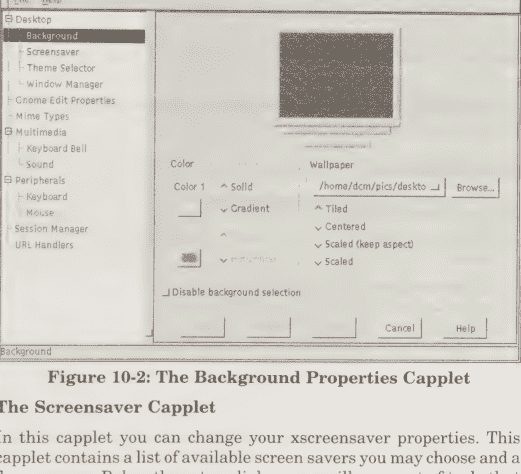 Help
Desktop
Background
Screensaver
Theme Selector
Window Manager
Gnome Edit Properties
Mime Types
Multimedia
Keyboard Bell
Sound
Peripherals
Keyboard
Mouse
Session Manager
URL Handlers
Color
Color 1
Solid
Gradient
Wallpaper
/home/dcm/pics/deskto
Browse...
Tiled
Centered
Scaled (keep aspect)
Scaled
Disable background selection
Cancel
Help
Background
Figure 10-2: The Background Properties Capplet
The Screensaver Capplet
In this capplet you can change your xscreensaver properties. This
capplet contains a list of available screen savers you may choose and a